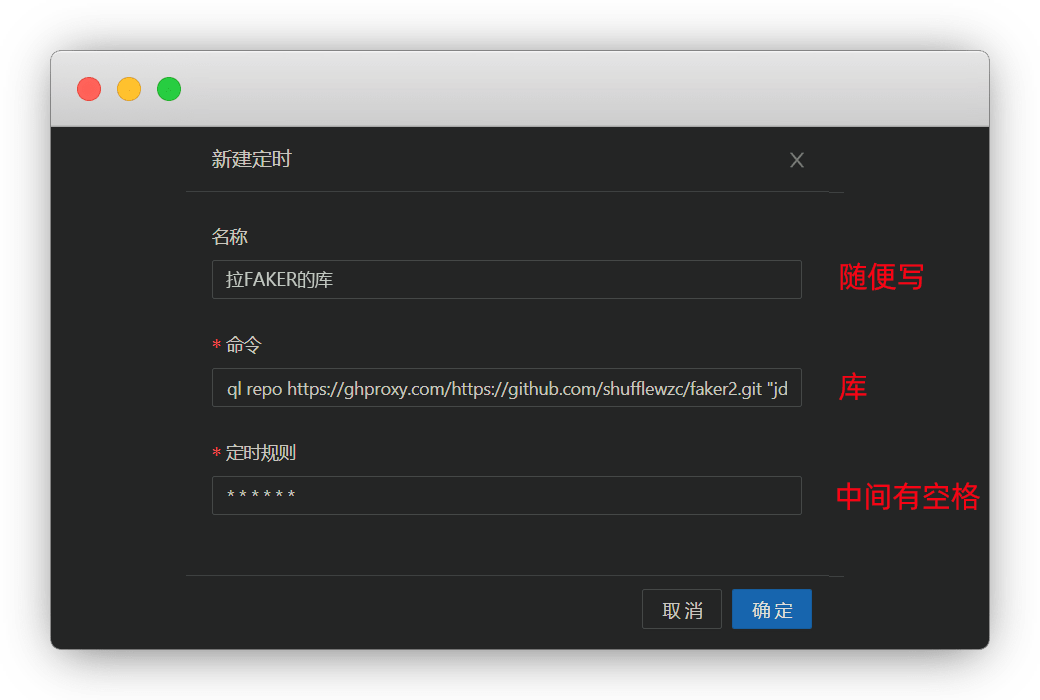 新建定时
名称
拉FAKER的库 随便写
* 命令
ql repo https://ghproxy.com/https://github.com/shufflewzc/faker2.git "jd 库
* 定时规则
* * * * * * 中间有空格
取 消 确 定